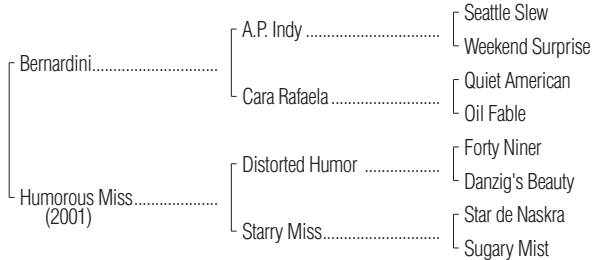 Seattle Slew
A.P. Indy ..............................
Weekend Surprise
Bernardini............................
Quiet American
Cara Rafaela........................
Oil Fable
Forty Niner
Distorted Humor ................
Danzig's Beauty
Humorous Miss..................
(2001)
Star de Naskra
Starry Miss..........................
Sugary Mist